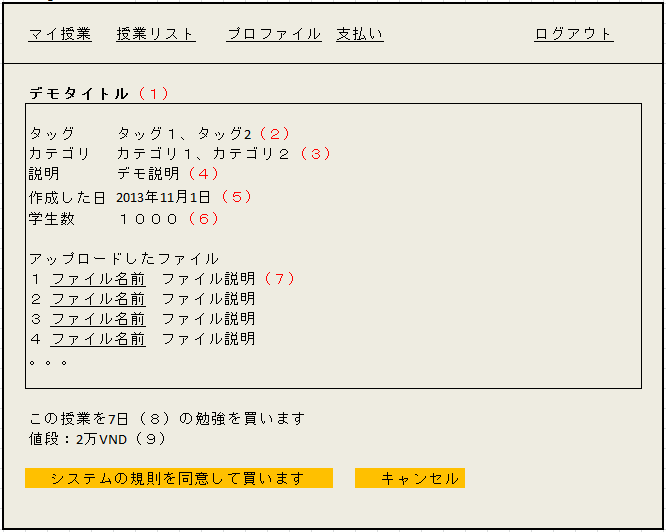 マイ授業 授業リスト プロファイル 支払い ログアウト
デモタイトル（１）
タッグ タッグ１、タッグ2（２）
カテゴリ カテゴリ１、カテゴリ２（３）
説明 デモ説明（４）
作成した日 2013年11月1日（５）
学生数 １０００（６）
アップロードしたファイル
１ ファイル名前 ファイル説明（７）
２ ファイル名前 ファイル説明
３ ファイル名前 ファイル説明
４ ファイル名前 ファイル説明
。。。
この授業を7日（８）の勉強を買います
値段：2万VND（９）
システムの規則を同意して買います キャンセル